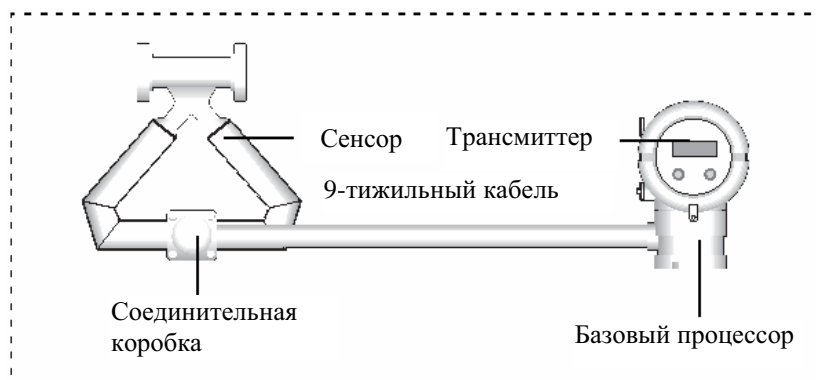 Сенсор
Трансмиттер
9-тижильный кабель
Соединительная
коробка
Базовый процессор